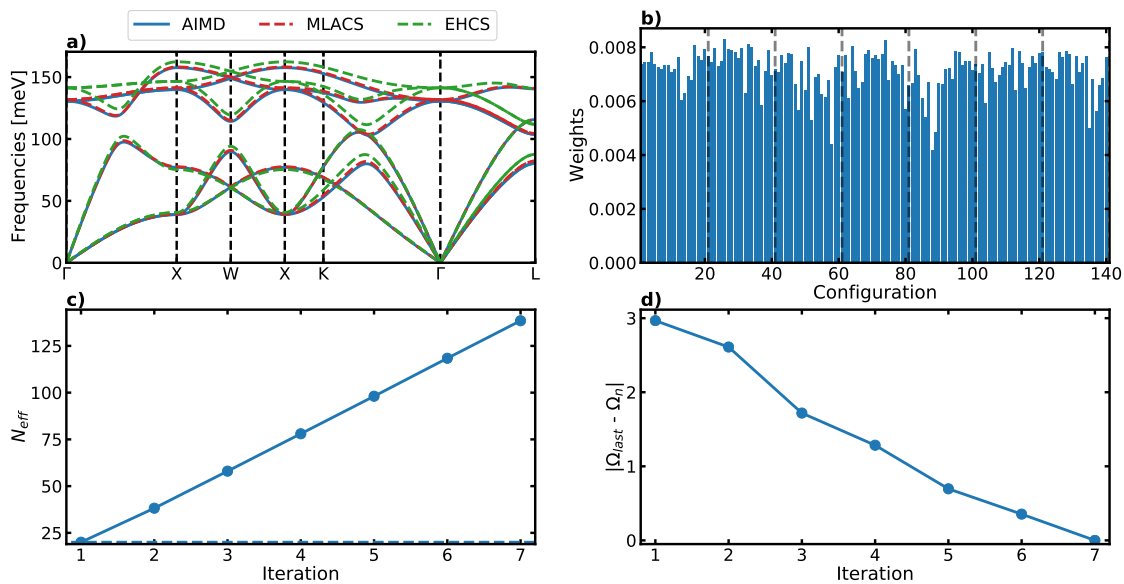 AIMD MLACS EHCS
a)
Frequencies [meV]
150
100
50
0
Γ X W X K Γ L
b)
Weights
0.008
0.006
0.004
0.002
0.000
20 40 60 80 100 120 140
Configuration
c)
N_eff
125
100
75
50
25
1 2 3 4 5 6 7
Iteration
d)
|Ω_last - Ω_n|
3
2
1
0
1 2 3 4 5 6 7
Iteration